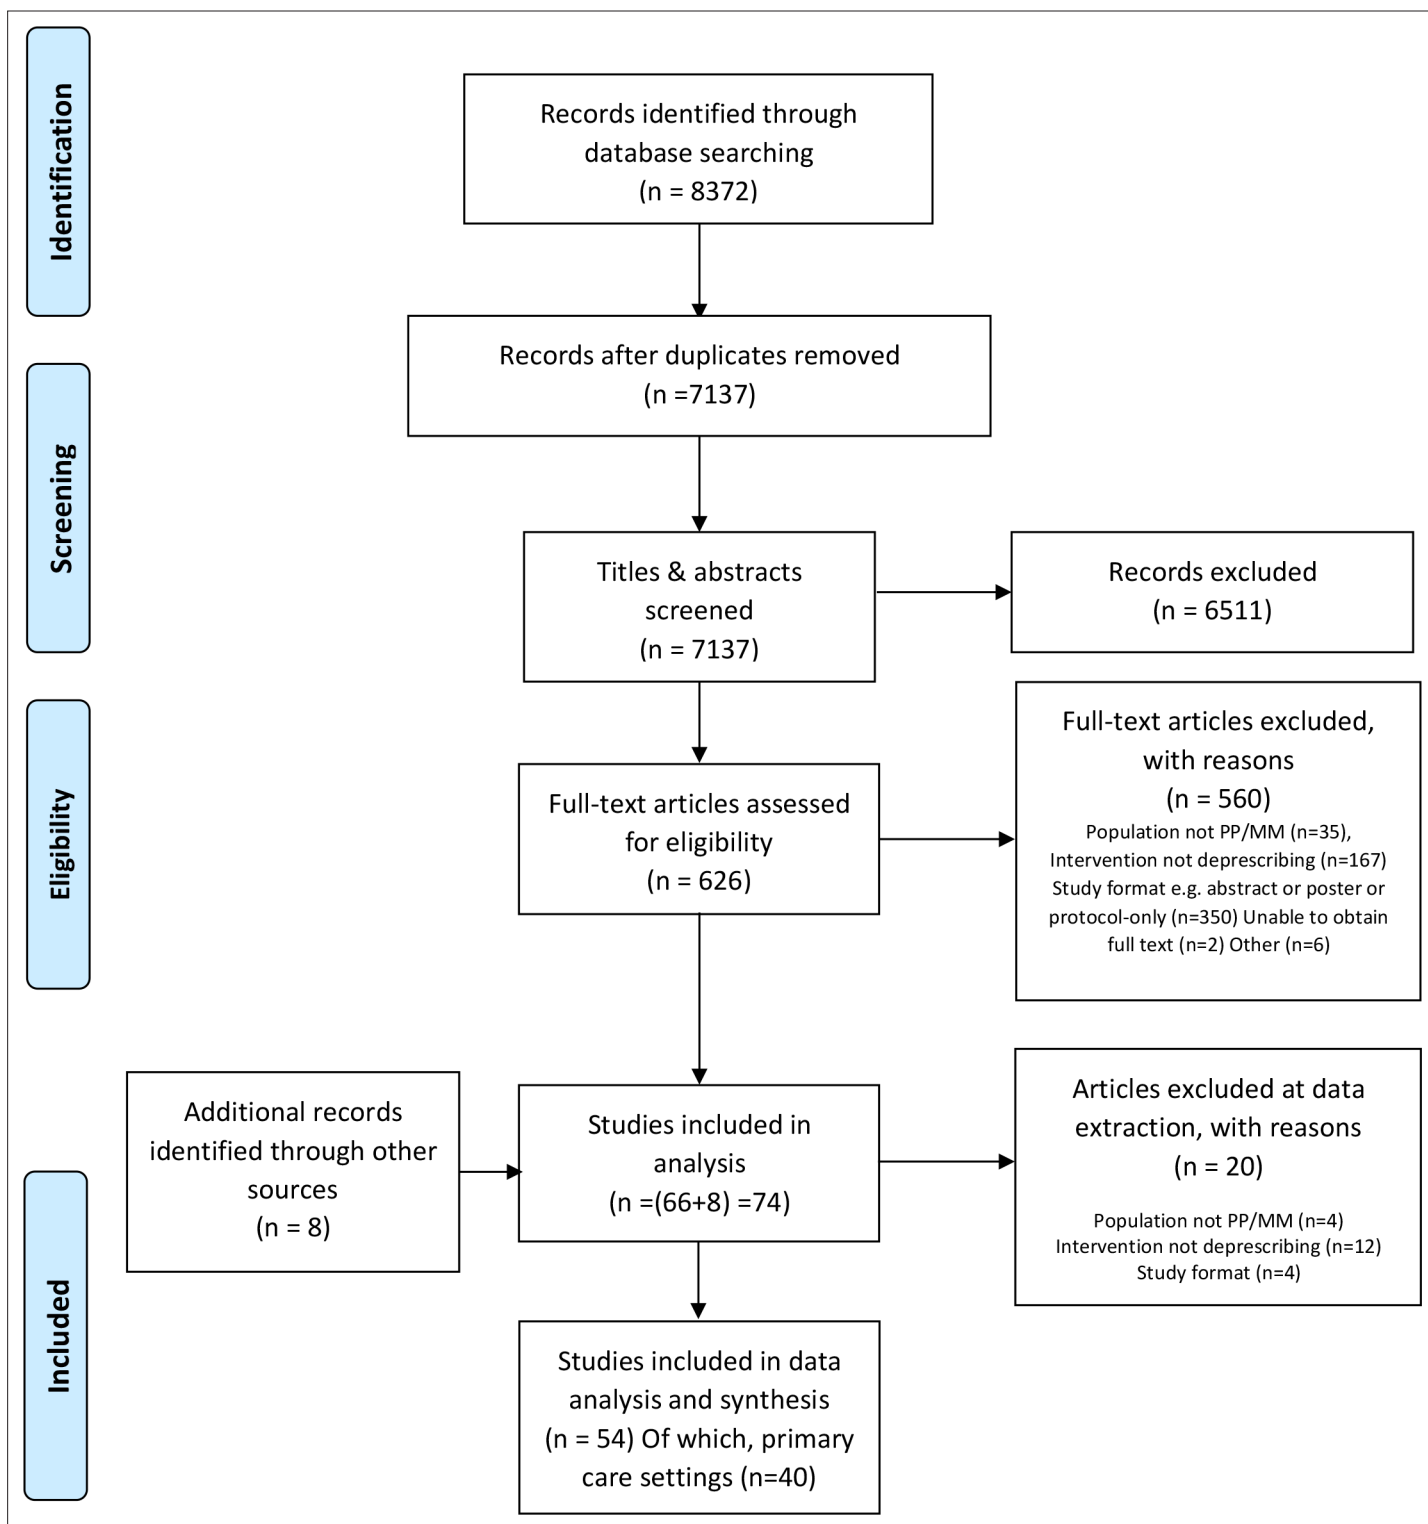 Identification
Records identified through
database searching
(n = 8372)
Records after duplicates removed
(n =7137)
Screening
Titles & abstracts
screened
(n = 7137)
Records excluded
(n = 6511)
Eligibility
Full-text articles assessed
for eligibility
(n = 626)
Full-text articles excluded,
with reasons
(n = 560)
Population not PP/MM (n=35),
Intervention not deprescribing (n=167)
Study format e.g. abstract or poster or
protocol-only (n=350) Unable to obtain
full text (n=2) Other (n=6)
Included
Additional records
identified through other
sources
(n = 8)
Studies included in
analysis
(n =(66+8) =74)
Articles excluded at data
extraction, with reasons
(n = 20)
Population not PP/MM (n=4)
Intervention not deprescribing (n=12)
Study format (n=4)
Studies included in data
analysis and synthesis
(n = 54) Of which, primary
care settings (n=40)